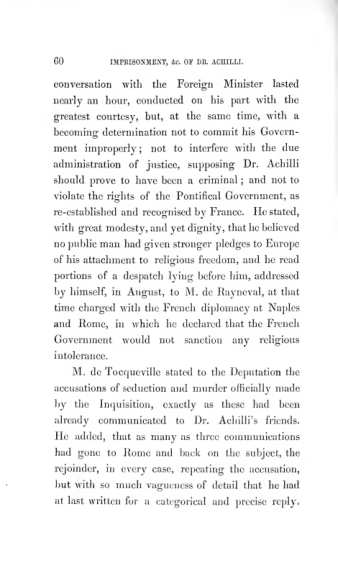 60 IMPRISONMENT, &c. OF DR. ACHILLI.
conversation with the Foreign Minister lasted
nearly an hour, conducted on his part with the
greatest courtesy, but, at the same time, with a
becoming determination not to commit his Govern-
ment improperly; not to interfere with the due
administration of justice, supposing Dr. Achilli
should prove to have been a criminal; and not to
violate the rights of the Pontifical Government, as
re-established and recognised by France. He stated,
with great modesty, and yet dignity, that he believed
no public man had given stronger pledges to Europe
of his attachment to religious freedom, and he read
portions of a despatch lying before him, addressed
by himself, in August, to M. de Rayneval, at that
time charged with the French diplomacy at Naples
and Rome, in which he declared that the French
Government would not sanction any religious
intolerance.
M. de Tocqueville stated to the Deputation the
accusations of seduction and murder officially made
by the Inquisition, exactly as these had been
already communicated to Dr. Achilli's friends.
He added, that as many as three communications
had gone to Rome and back on the subject, the
rejoinder, in every case, repeating the accusation,
but with so much vagueness of detail that he had
at last written for a categorical and precise reply.